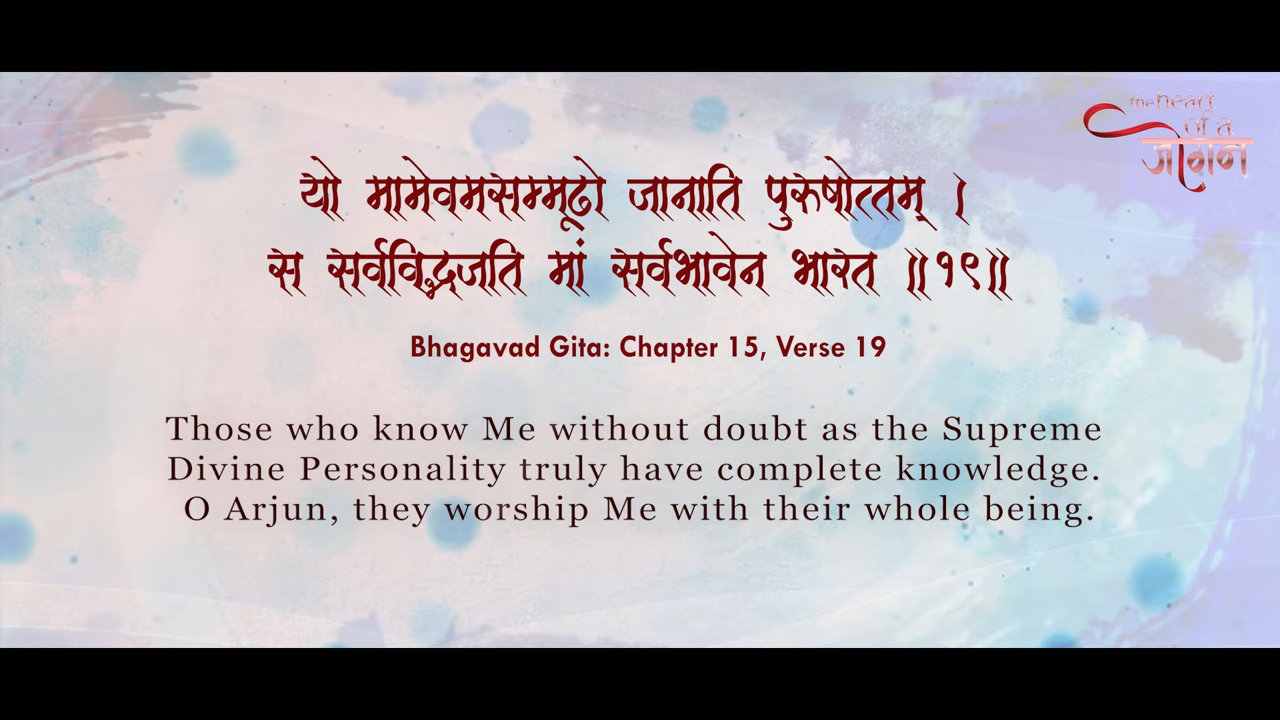 the heart
of a
जोगन
यो मामेवमसम्मूढो जानाति पुरुषोत्तमम् ।
स सर्वविद्भजति मां सर्वभावेन भारत ॥१९॥
Bhagavad Gita: Chapter 15, Verse 19
Those who know Me without doubt as the Supreme
Divine Personality truly have complete knowledge.
O Arjun, they worship Me with their whole being.